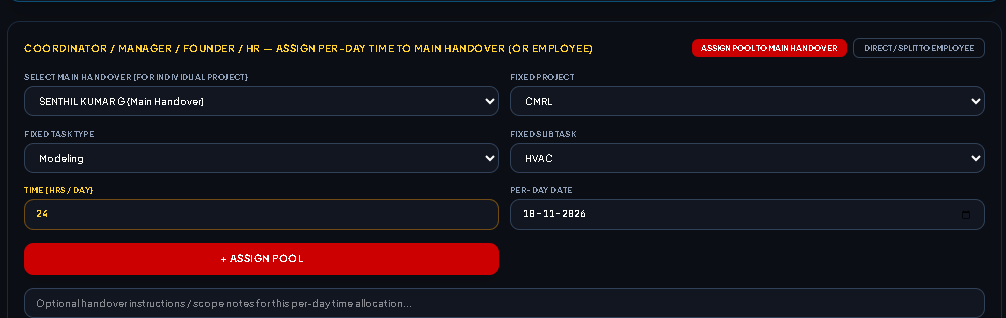 COORDINATOR / MANAGER / FOUNDER / HR — ASSIGN PER-DAY TIME TO MAIN HANDOVER (OR EMPLOYEE)
ASSIGN POOL TO MAIN HANDOVER
DIRECT / SPLIT TO EMPLOYEE
SELECT MAIN HANDOVER (FOR INDIVIDUAL PROJECT)
FIXED PROJECT
SENTHIL KUMAR G (Main Handover)
CMRL
FIXED TASK TYPE
FIXED SUBTASK
Modeling
HVAC
TIME (HRS / DAY)
PER-DAY DATE
24
10-11-2026
+ ASSIGN POOL
Optional handover instructions / scope notes for this per-day time allocation...